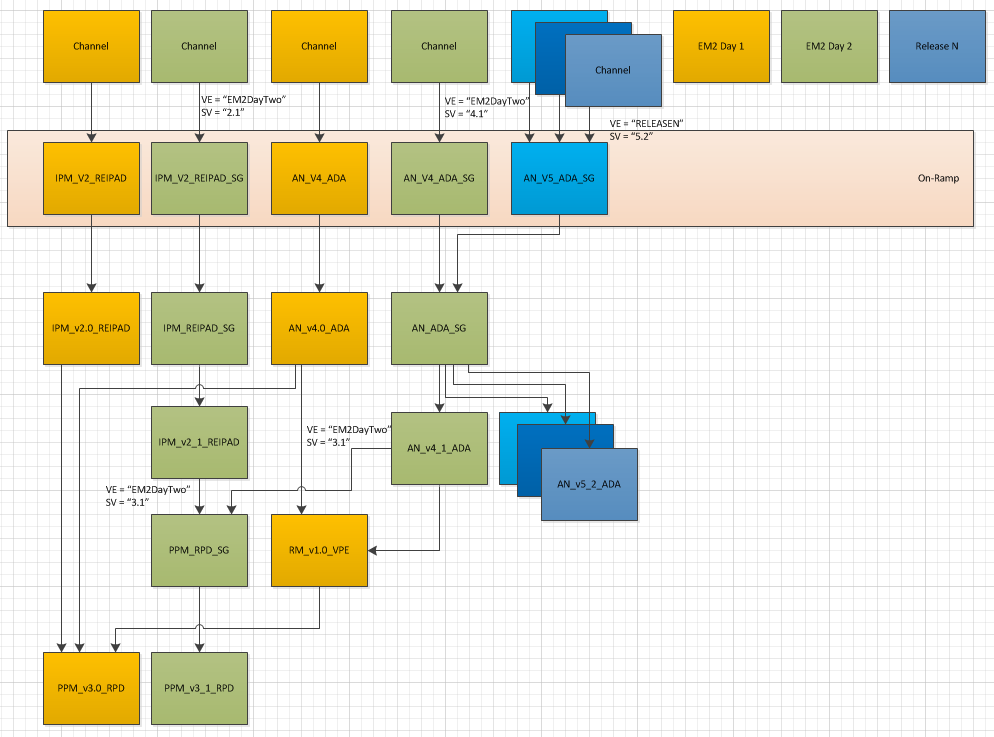 Channel
Channel
Channel
Channel
Channel
EM2 Day 1
EM2 Day 2
Release N
VE = “EM2DayTwo”
SV = “2.1”
VE = “EM2DayTwo”
SV = “4.1”
VE = “RELEASEN”
SV = “5.2”
IPM_V2_REIPAD
IPM_V2_REIPAD_SG
AN_V4_ADA
AN_V4_ADA_SG
AN_V5_ADA_SG
On-Ramp
IPM_v2.0_REIPAD
IPM_REIPAD_SG
AN_v4.0_ADA
AN_ADA_SG
IPM_v2_1_REIPAD
VE = “EM2DayTwo”
SV = “3.1”
AN_v4_1_ADA
AN_v5_2_ADA
VE = “EM2DayTwo”
SV = “3.1”
PPM_RPD_SG
RM_v1.0_VPE
PPM_v3.0_RPD
PPM_v3_1_RPD